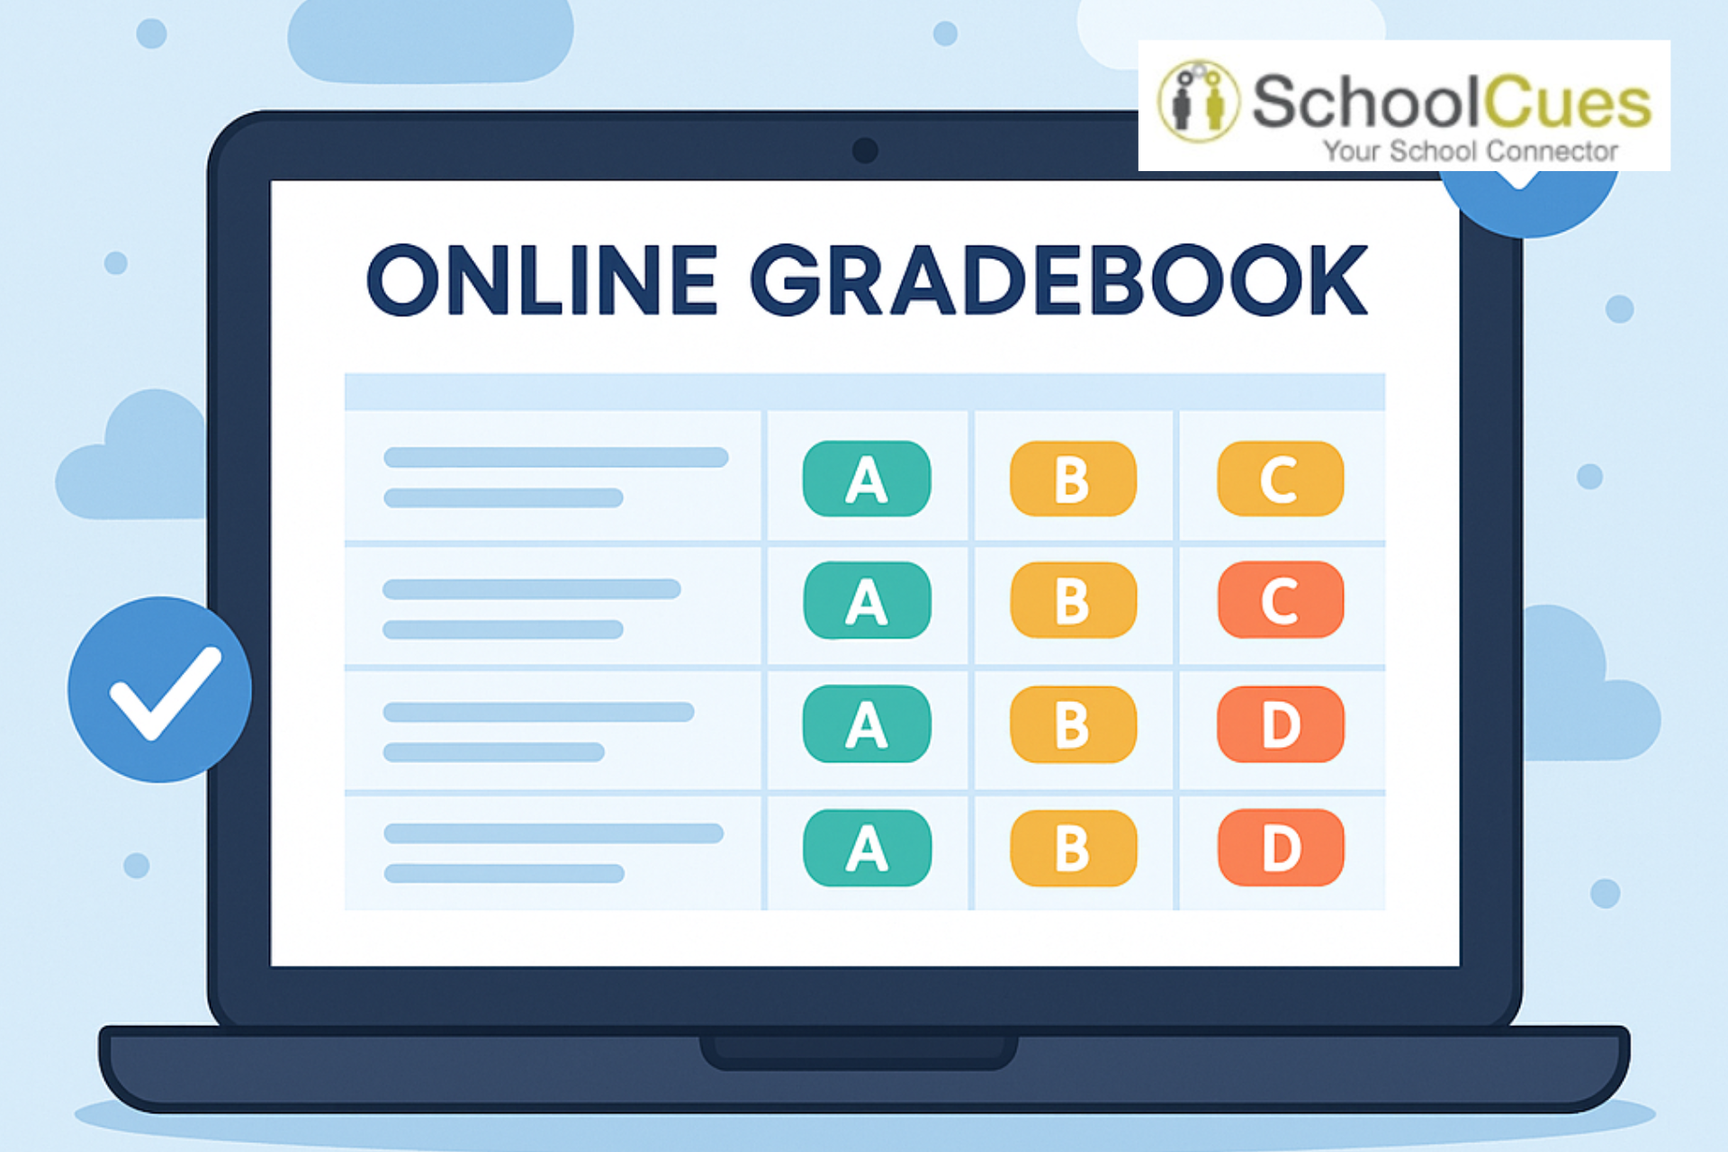 SchoolCues
Your School Connector
ONLINE GRADEBOOK
A B C
A B C
A B D
A B D